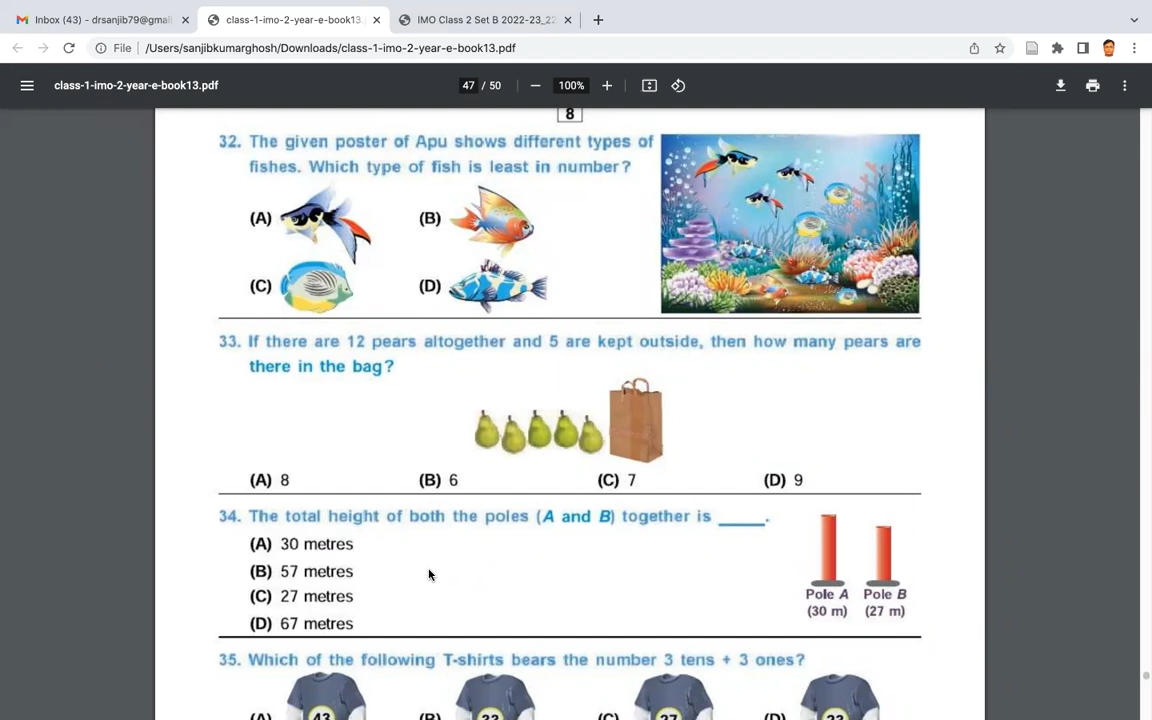 Inbox (43) - drsanjib79@gmai
class-1-imo-2-year-e-book13.
IMO Class 2 Set B 2022-23_22
File
/Users/sanjibkumarghosh/Downloads/class-1-imo-2-year-e-book13.pdf
class-1-imo-2-year-e-book13.pdf
47 / 50
100%
8
32. The given poster of Apu shows different types of
fishes. Which type of fish is least in number?
(A)
(B)
(C)
(D)
33. If there are 12 pears altogether and 5 are kept outside, then how many pears are
there in the bag?
(A) 8
(B) 6
(C) 7
(D) 9
34. The total height of both the poles (A and B) together is _____.
(A) 30 metres
(B) 57 metres
(C) 27 metres
(D) 67 metres
Pole A
(30 m)
Pole B
(27 m)
35. Which of the following T-shirts bears the number 3 tens + 3 ones?
(A)
43
(B)
33
(C)
27
(D)